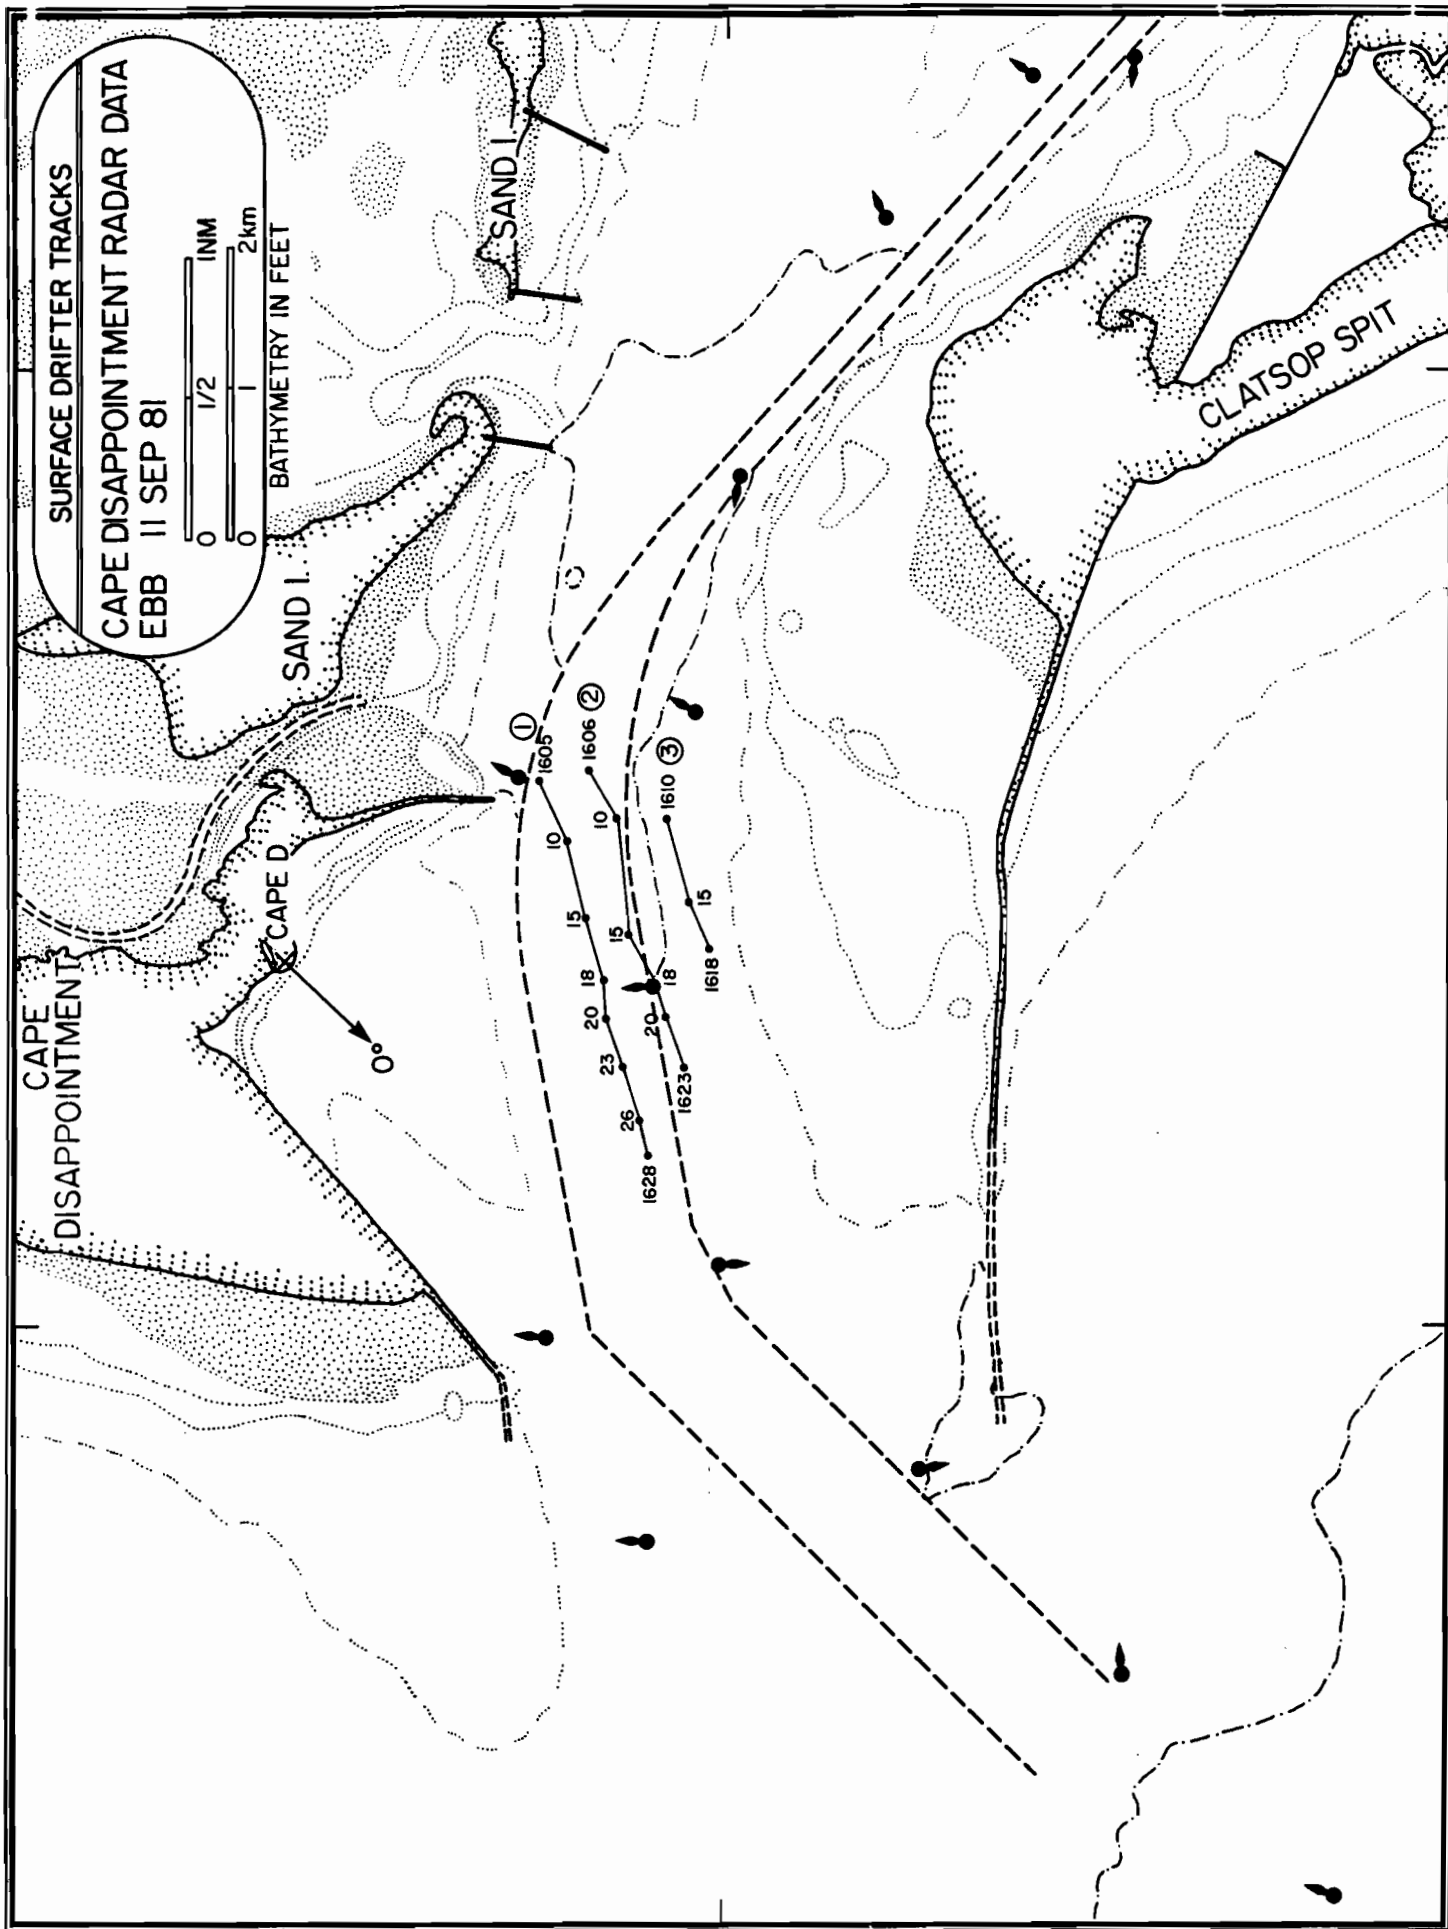 SURFACE DRIFTER TRACKS
CAPE DISAPPOINTMENT RADAR DATA
EBB 11 SEP 81
0 1/2 1NM
0 1 2km
BATHYMETRY IN FEET
CAPE
DISAPPOINTMENT
CAPE D
0°
SAND I.
SAND I.
CLATSOP SPIT
①
1605
10
15
18
20
23
26
1628
②
1606
10
15
18
20
1623
③
1610
15
1618